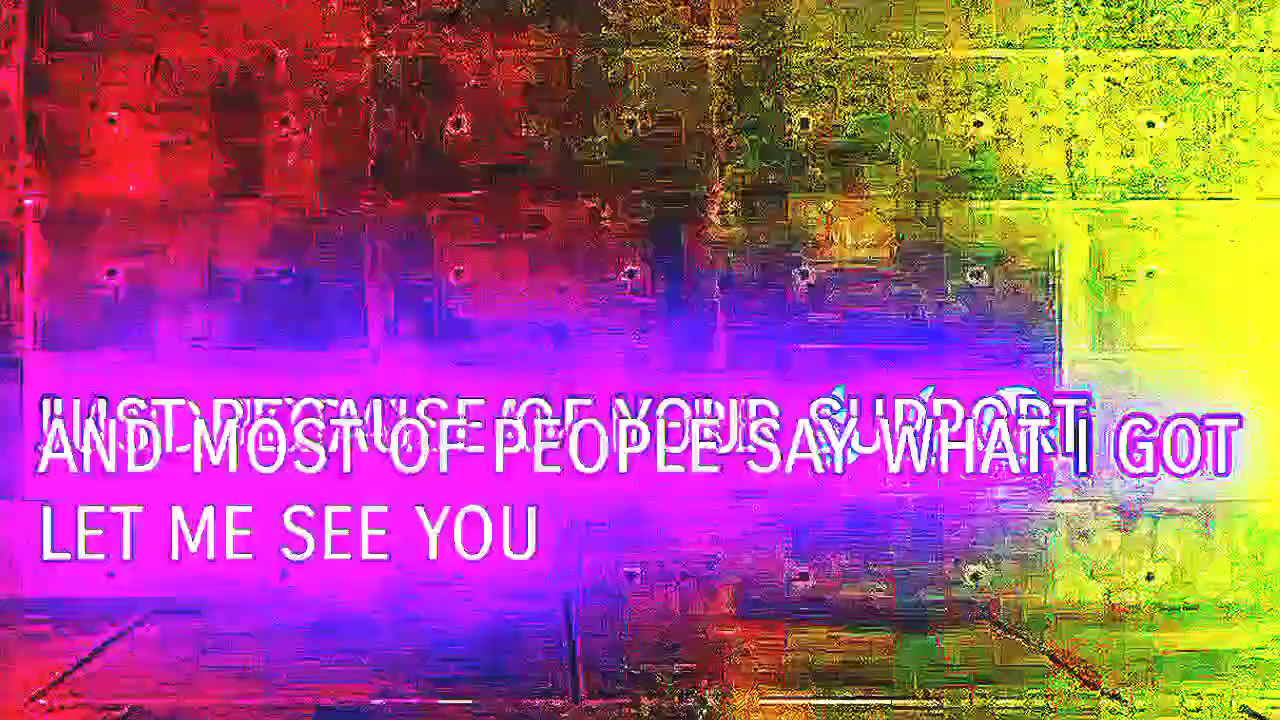 JUST BECAUSE OF YOUR SUPPORT
AND MOST OF PEOPLE SAY WHAT I GOT
LET ME SEE YOU